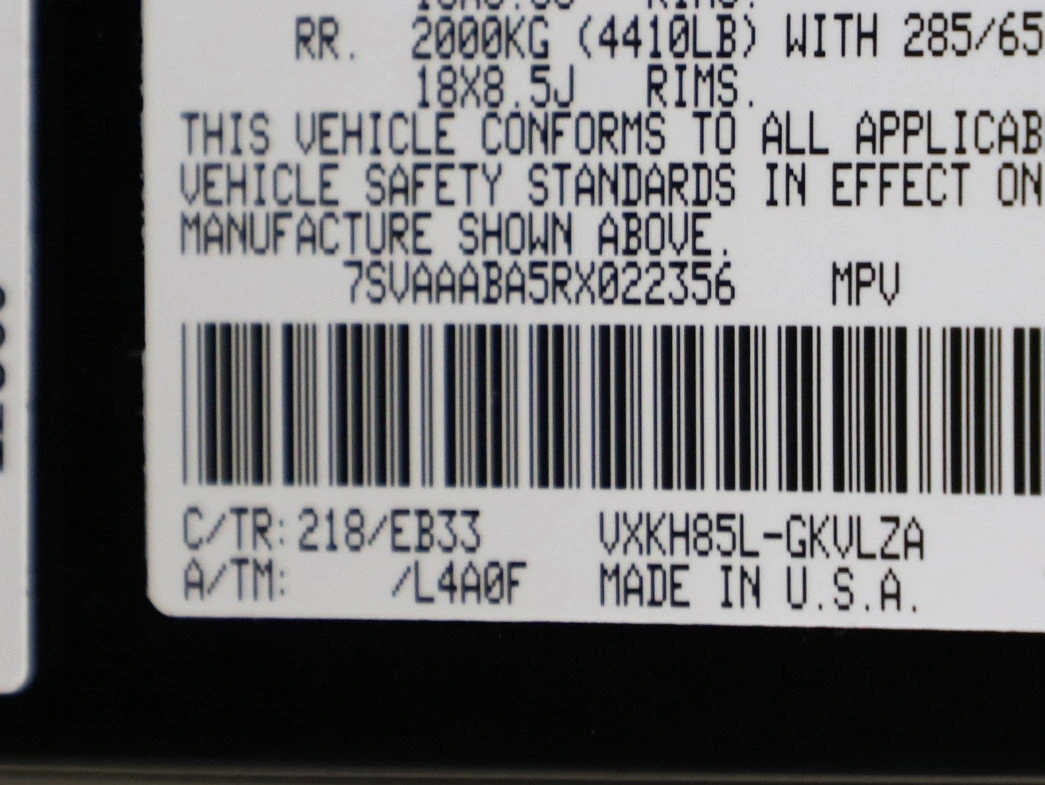 RIMS.
RR. 2000KG (4410LB) WITH 285/65
18X8.5J RIMS.
THIS VEHICLE CONFORMS TO ALL APPLICAB
VEHICLE SAFETY STANDARDS IN EFFECT ON
MANUFACTURE SHOWN ABOVE.
7SVAAABA5RX022356 MPV
C/TR: 218/EB33 VXKH85L-GKVLZA
A/TM: /L4A0F MADE IN U.S.A.